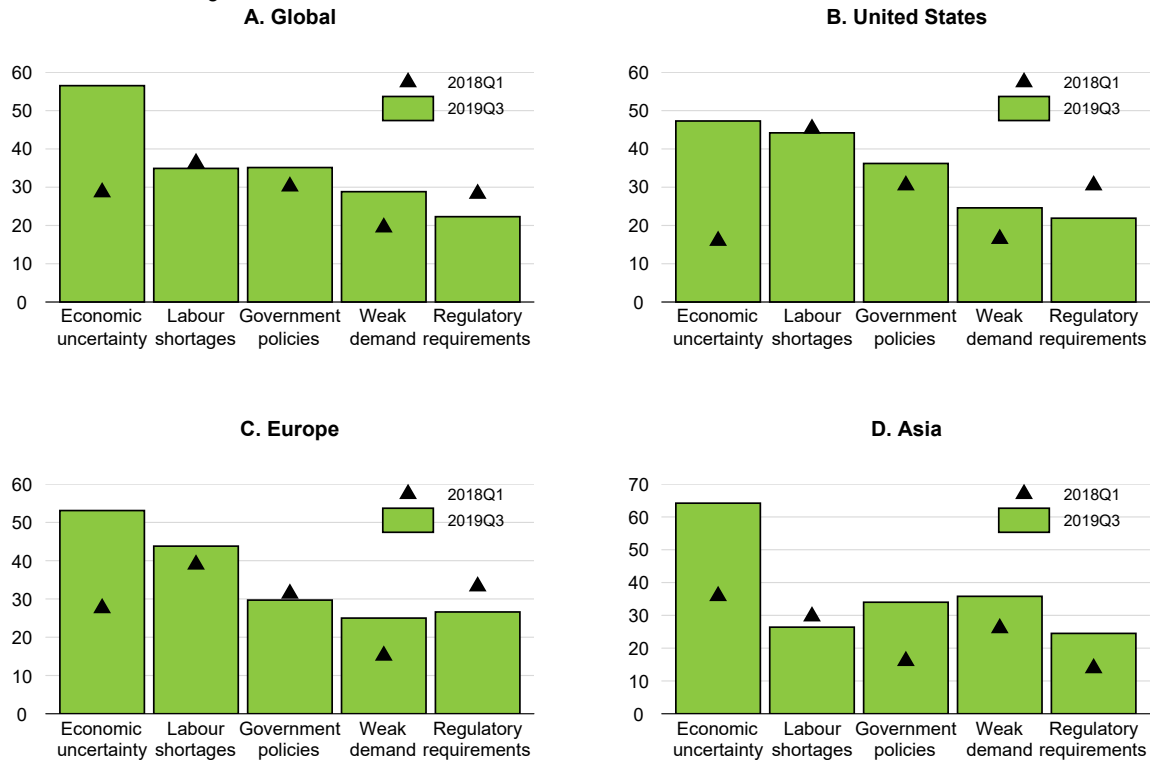 A. Global
60
50
40
30
20
10
0
2018Q1
2019Q3
Economic uncertainty
Labour shortages
Government policies
Weak demand
Regulatory requirements
B. United States
60
50
40
30
20
10
0
2018Q1
2019Q3
Economic uncertainty
Labour shortages
Government policies
Weak demand
Regulatory requirements
C. Europe
60
50
40
30
20
10
0
2018Q1
2019Q3
Economic uncertainty
Labour shortages
Government policies
Weak demand
Regulatory requirements
D. Asia
70
60
50
40
30
20
10
0
2018Q1
2019Q3
Economic uncertainty
Labour shortages
Government policies
Weak demand
Regulatory requirements